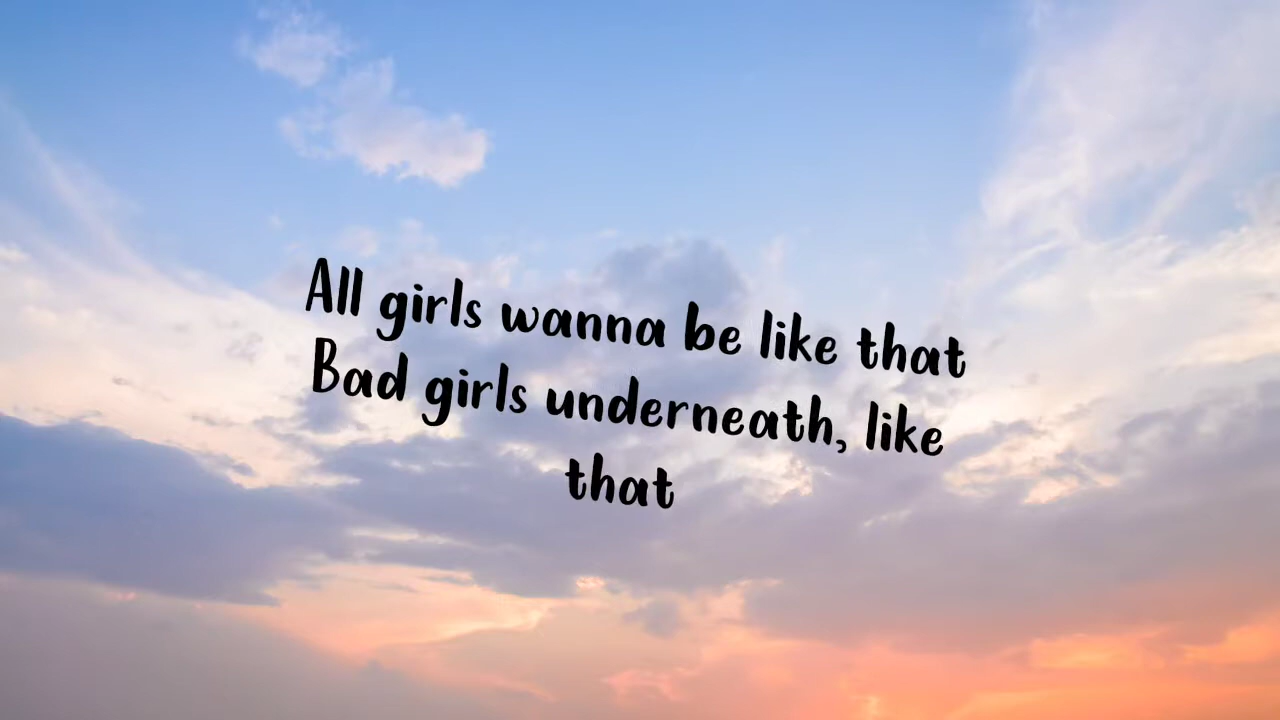 All girls wanna be like that
Bad girls underneath, like
that